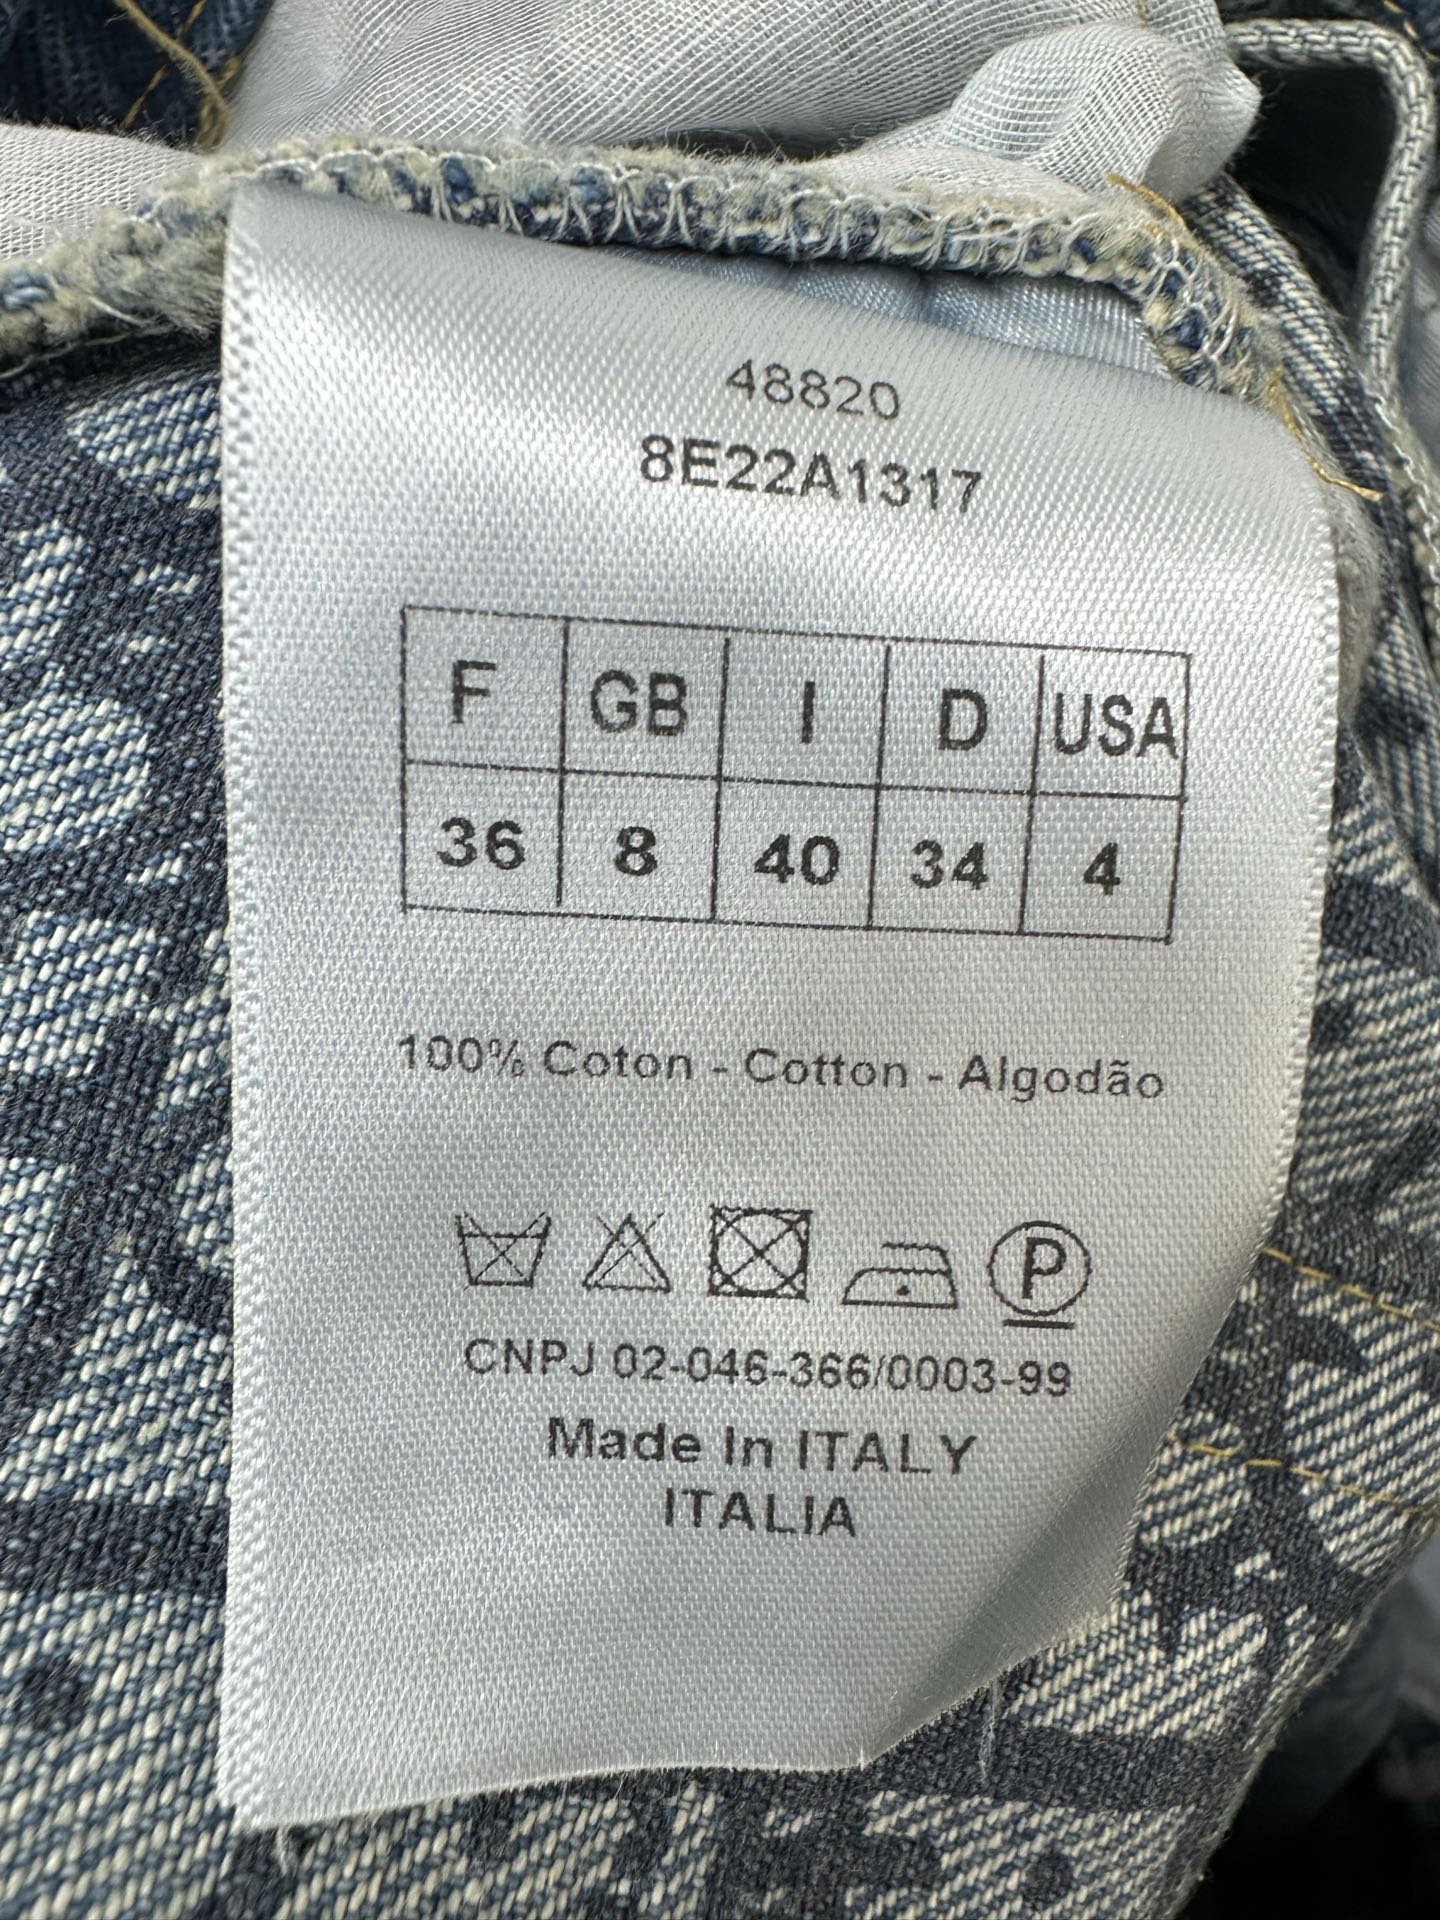 48820
8E22A1317
F GB I D USA
36 8 40 34 4
100% Coton - Cotton - Algodão
P
CNPJ 02-046-366/0003-99
Made In ITALY
ITALIA